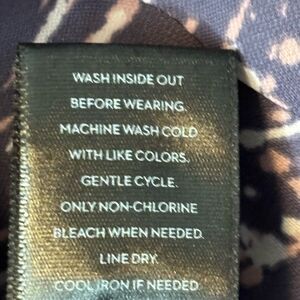 WASH INSIDE OUT
BEFORE WEARING.
MACHINE WASH COLD
WITH LIKE COLORS.
GENTLE CYCLE.
ONLY NON-CHLORINE
BLEACH WHEN NEEDED.
LINE DRY.
COOL IRON IF NEEDED